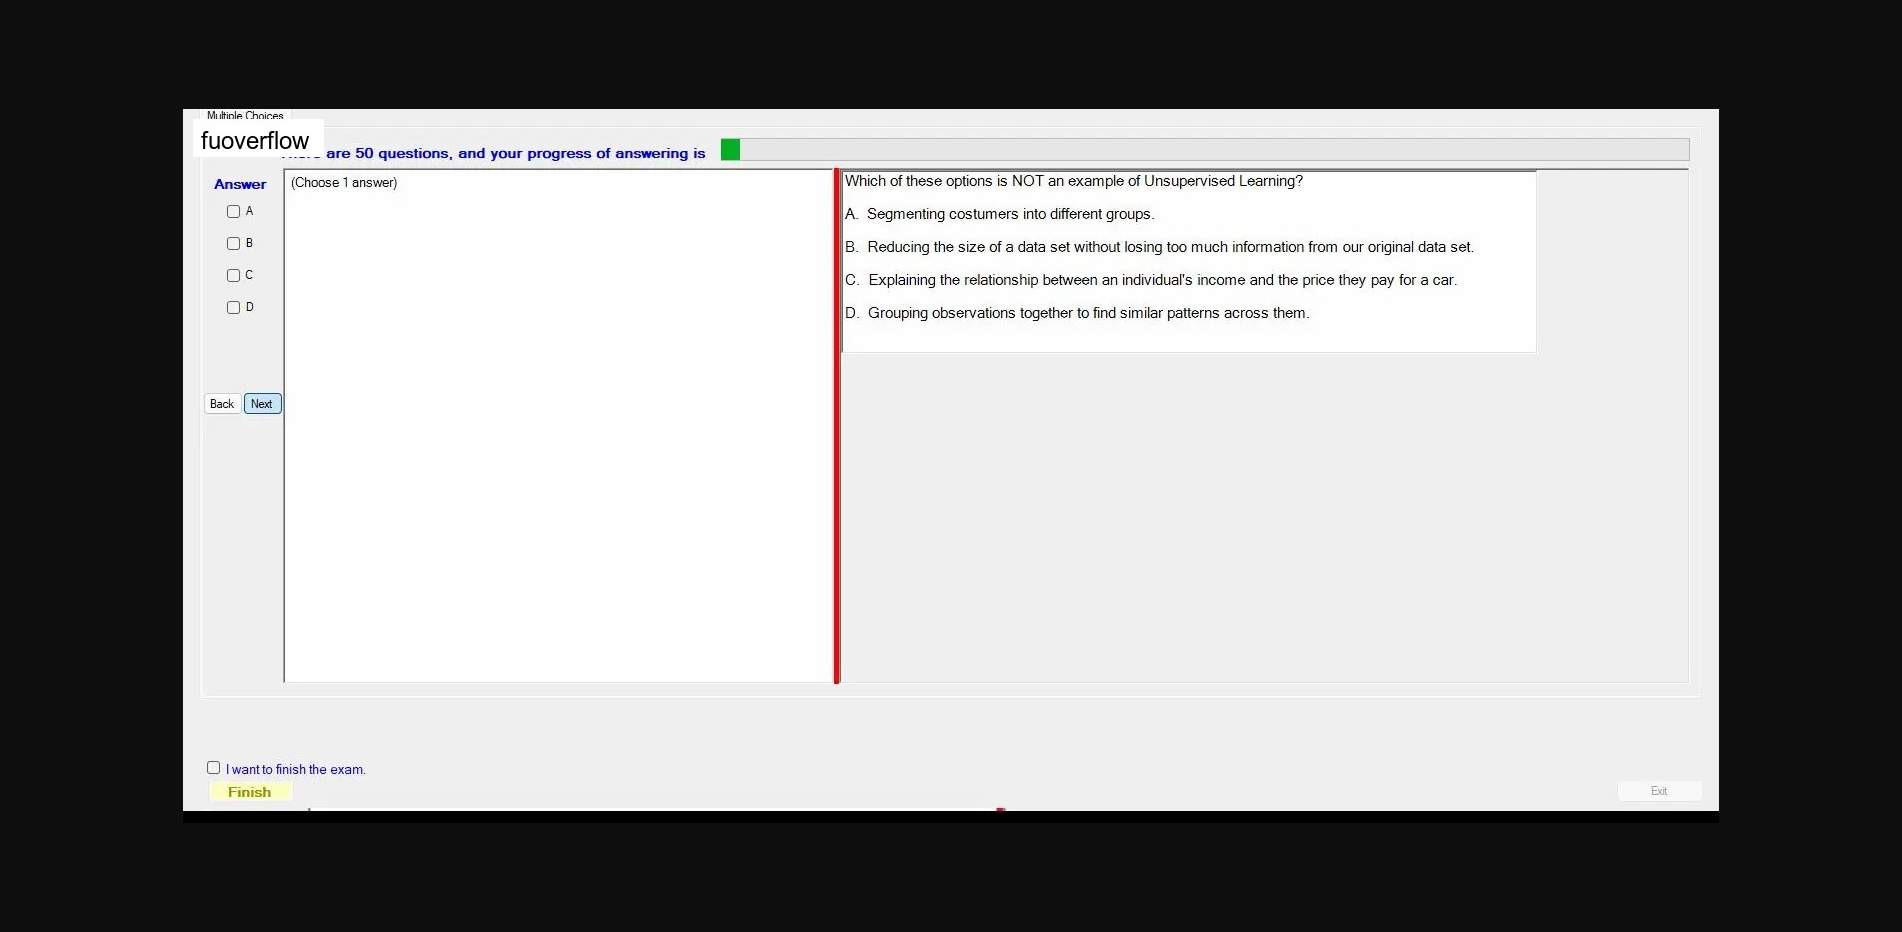 Multiple Choices
fuoverflow
are 50 questions, and your progress of answering is
Answer
(Choose 1 answer)
A
B
C
D
Back
Next
Which of these options is NOT an example of Unsupervised Learning?
A. Segmenting costumers into different groups.
B. Reducing the size of a data set without losing too much information from our original data set.
C. Explaining the relationship between an individual's income and the price they pay for a car.
D. Grouping observations together to find similar patterns across them.
I want to finish the exam.
Finish
Exit